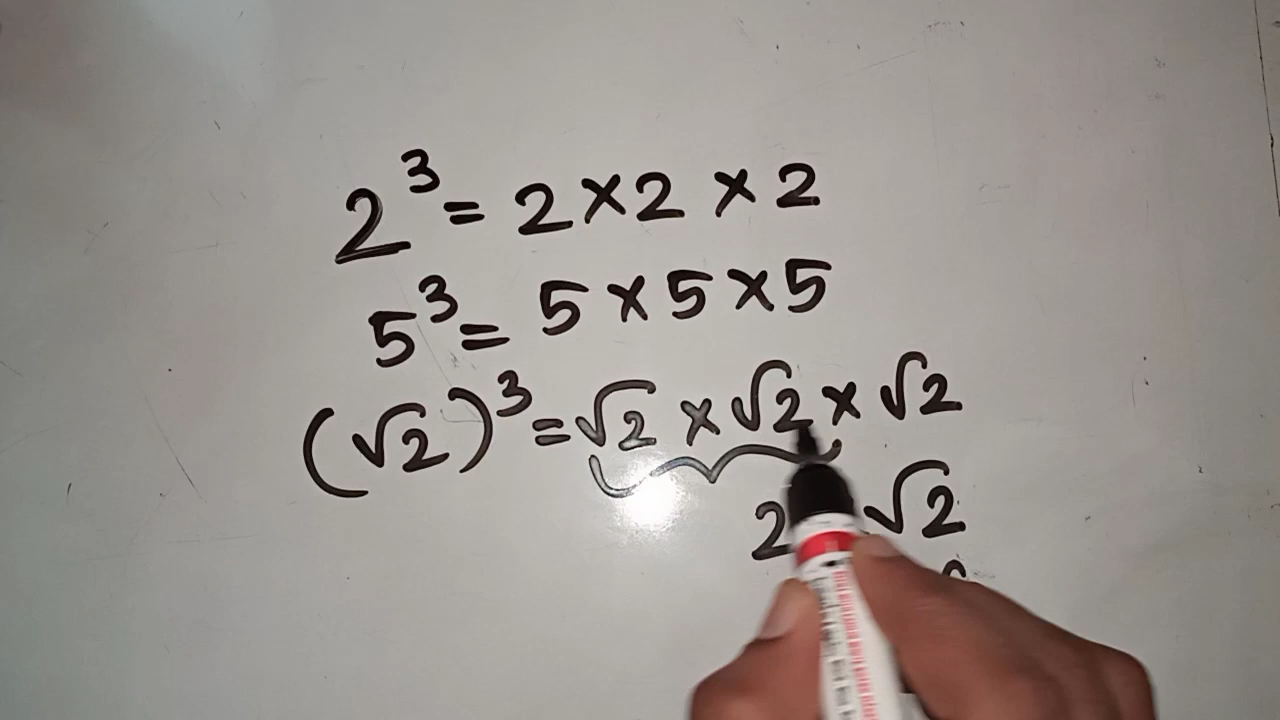 2³ = 2 × 2 × 2
5³ = 5 × 5 × 5
(√2)³ = √2 × √2 × √2
2 √2